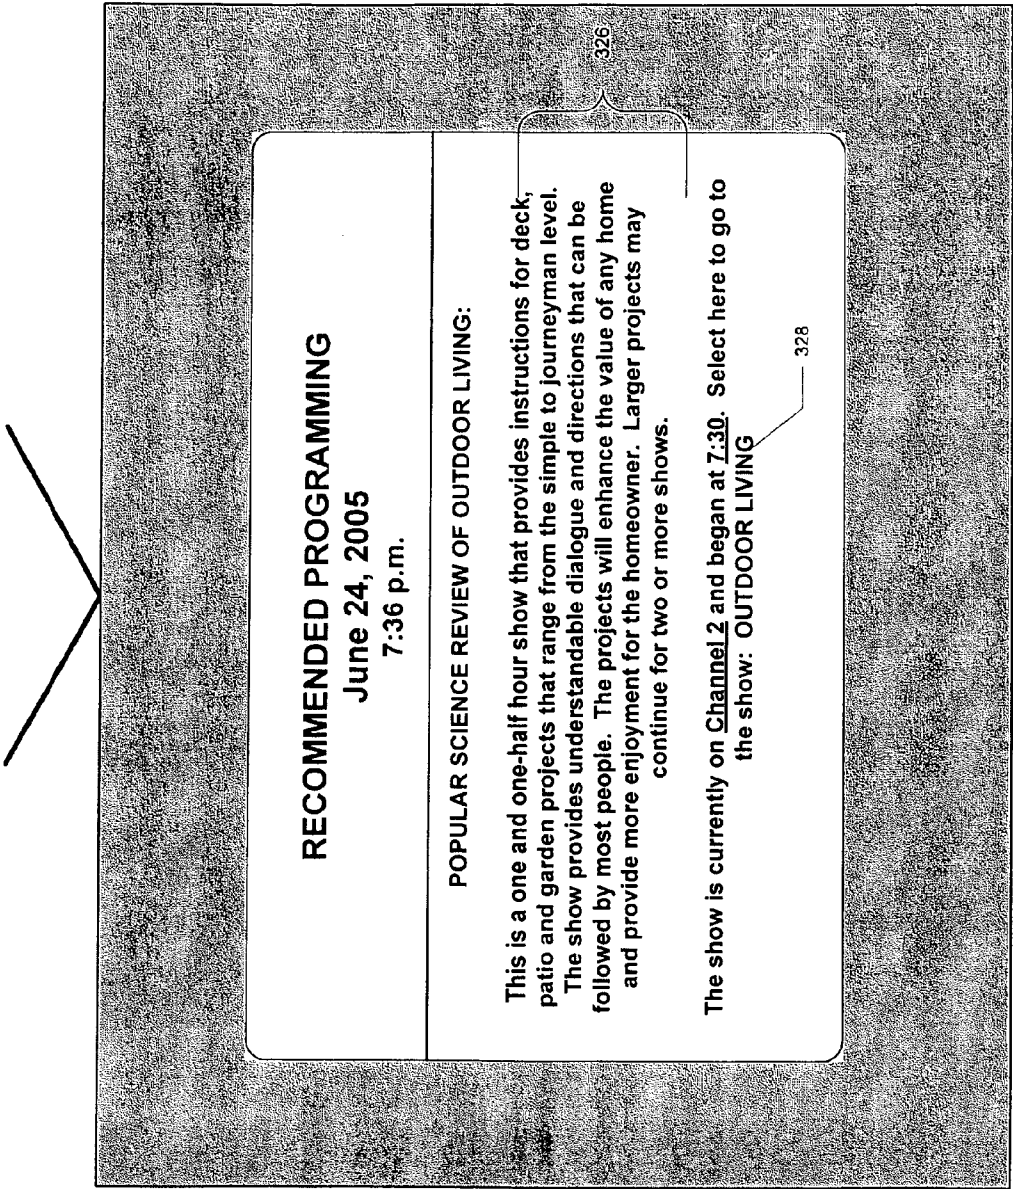 RECOMMENDED PROGRAMMING
June 24, 2005
7:36 p.m.
POPULAR SCIENCE REVIEW OF OUTDOOR LIVING:
This is a one and one-half hour show that provides instructions for deck,
patio and garden projects that range from the simple to journeyman level.
The show provides understandable dialogue and directions that can be
followed by most people. The projects will enhance the value of any home
and provide more enjoyment for the homeowner. Larger projects may
continue for two or more shows.
326
The show is currently on Channel 2 and began at 7:30. Select here to go to
the show: OUTDOOR LIVING
328